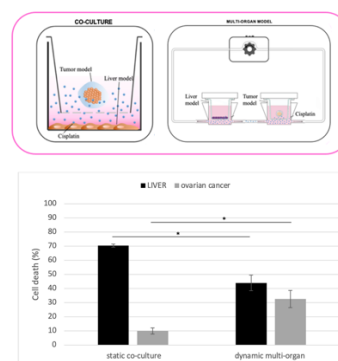 CO-CULTURE
MULTI-ORGAN MODEL
Tumor model
Liver model
Cisplatin
Liver model
Tumor model
Cisplatin
LIVER ovarian cancer
Cell death (%)
100
90
80
70
60
50
40
30
20
10
0
*
*
static co-culture dynamic multi-organ